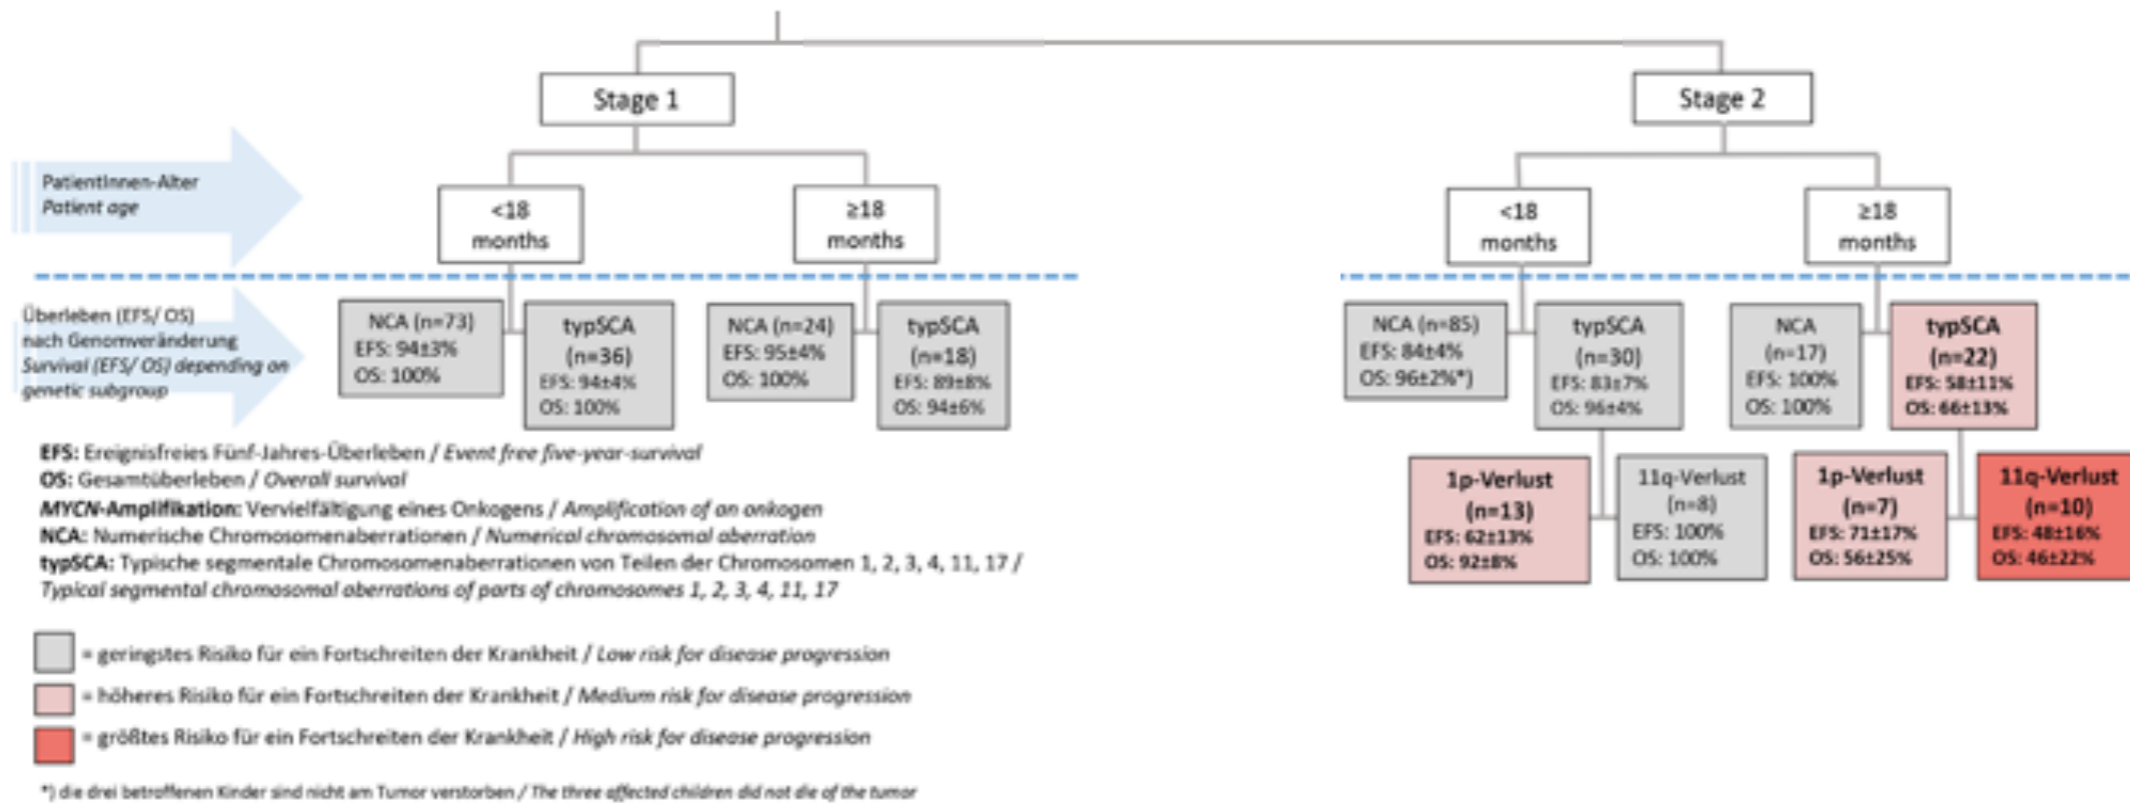 Stage 1
Stage 2
PatientInnen-Alter
Patient age
<18
months
≥18
months
<18
months
≥18
months
Überleben (EFS/ OS)
nach Genomveränderung
Survival (EFS/ OS) depending on
genetic subgroup
NCA (n=73)
EFS: 94±3%
OS: 100%
typSCA
(n=36)
EFS: 94±4%
OS: 100%
NCA (n=24)
EFS: 95±4%
OS: 100%
typSCA
(n=18)
EFS: 89±8%
OS: 94±6%
NCA (n=85)
EFS: 84±4%
OS: 96±2%*)
typSCA
(n=30)
EFS: 83±7%
OS: 96±4%
NCA
(n=17)
EFS: 100%
OS: 100%
typSCA
(n=22)
EFS: 58±11%
OS: 66±13%
1p-Verlust
(n=13)
EFS: 62±13%
OS: 92±8%
11q-Verlust
(n=8)
EFS: 100%
OS: 100%
1p-Verlust
(n=7)
EFS: 71±17%
OS: 56±25%
11q-Verlust
(n=10)
EFS: 48±16%
OS: 46±22%
EFS: Ereignisfreies Fünf-Jahres-Überleben / Event free five-year-survival
OS: Gesamtüberleben / Overall survival
MYCN-Amplifikation: Vervielfältigung eines Onkogens / Amplification of an onkogen
NCA: Numerische Chromosomenaberrationen / Numerical chromosomal aberration
typSCA: Typische segmentale Chromosomenaberrationen von Teilen der Chromosomen 1, 2, 3, 4, 11, 17 /
Typical segmental chromosomal aberrations of parts of chromosomes 1, 2, 3, 4, 11, 17
= geringstes Risiko für ein Fortschreiten der Krankheit / Low risk for disease progression
= höheres Risiko für ein Fortschreiten der Krankheit / Medium risk for disease progression
= größtes Risiko für ein Fortschreiten der Krankheit / High risk for disease progression
*) die drei betroffenen Kinder sind nicht am Tumor verstorben / The three affected children did not die of the tumor